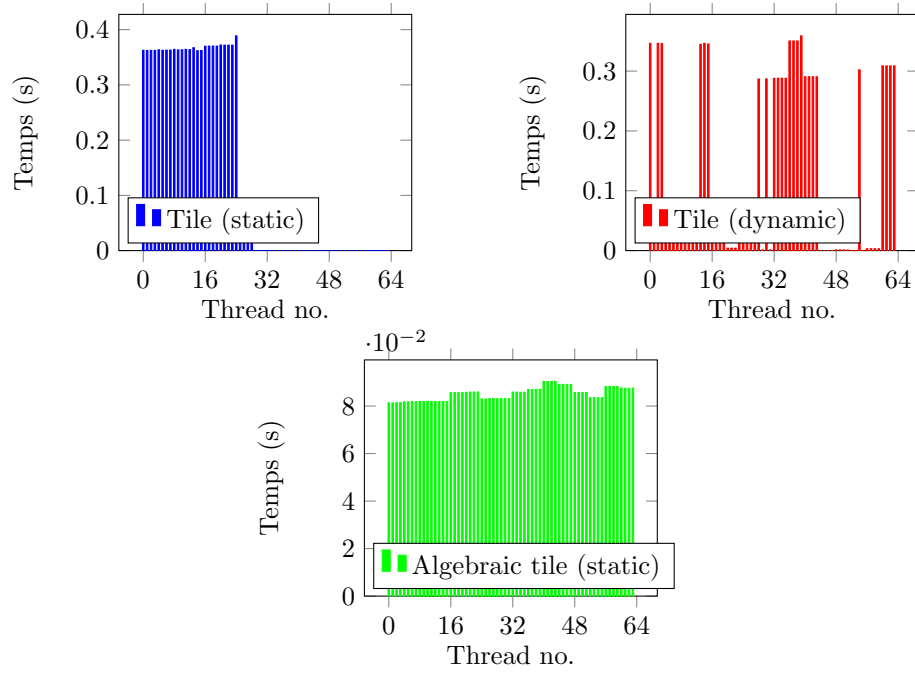 Temps (s)
0.4
0.3
0.2
0.1
0
Tile (static)
0 16 32 48 64
Thread no.
Temps (s)
0.3
0.2
0.1
0
Tile (dynamic)
0 16 32 48 64
Thread no.
·10⁻²
Temps (s)
8
6
4
2
0
Algebraic tile (static)
0 16 32 48 64
Thread no.